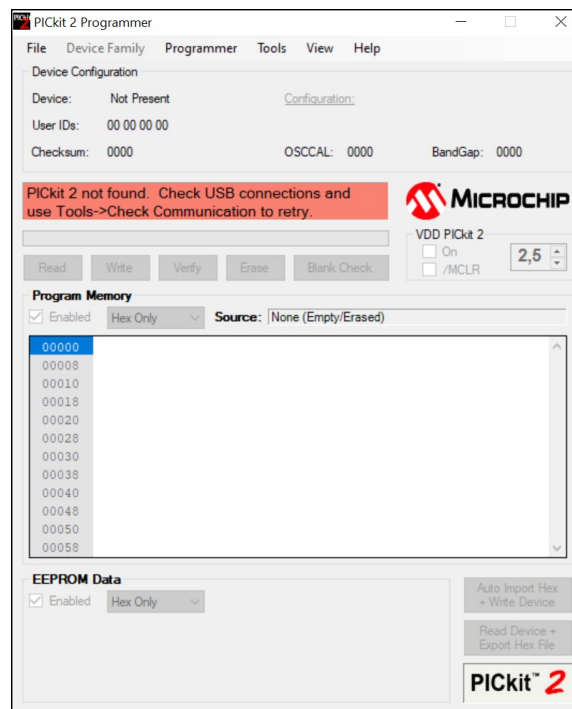 PICkit 2 Programmer
File Device Family Programmer Tools View Help
Device Configuration
Device: Not Present Configuration:
User IDs: 00 00 00 00
Checksum: 0000 OSCCAL: 0000 BandGap: 0000
PICkit 2 not found. Check USB connections and
use Tools->Check Communication to retry.
MICROCHIP
VDD PICkit 2
On
/MCLR
2,5
Read Write Verify Erase Blank Check
Program Memory
Enabled Hex Only Source: None (Empty/Erased)
00000
00008
00010
00018
00020
00028
00030
00038
00040
00048
00050
00058
EEPROM Data
Enabled Hex Only
Auto Import Hex
+ Write Device
Read Device +
Export Hex File
PICkit™ 2